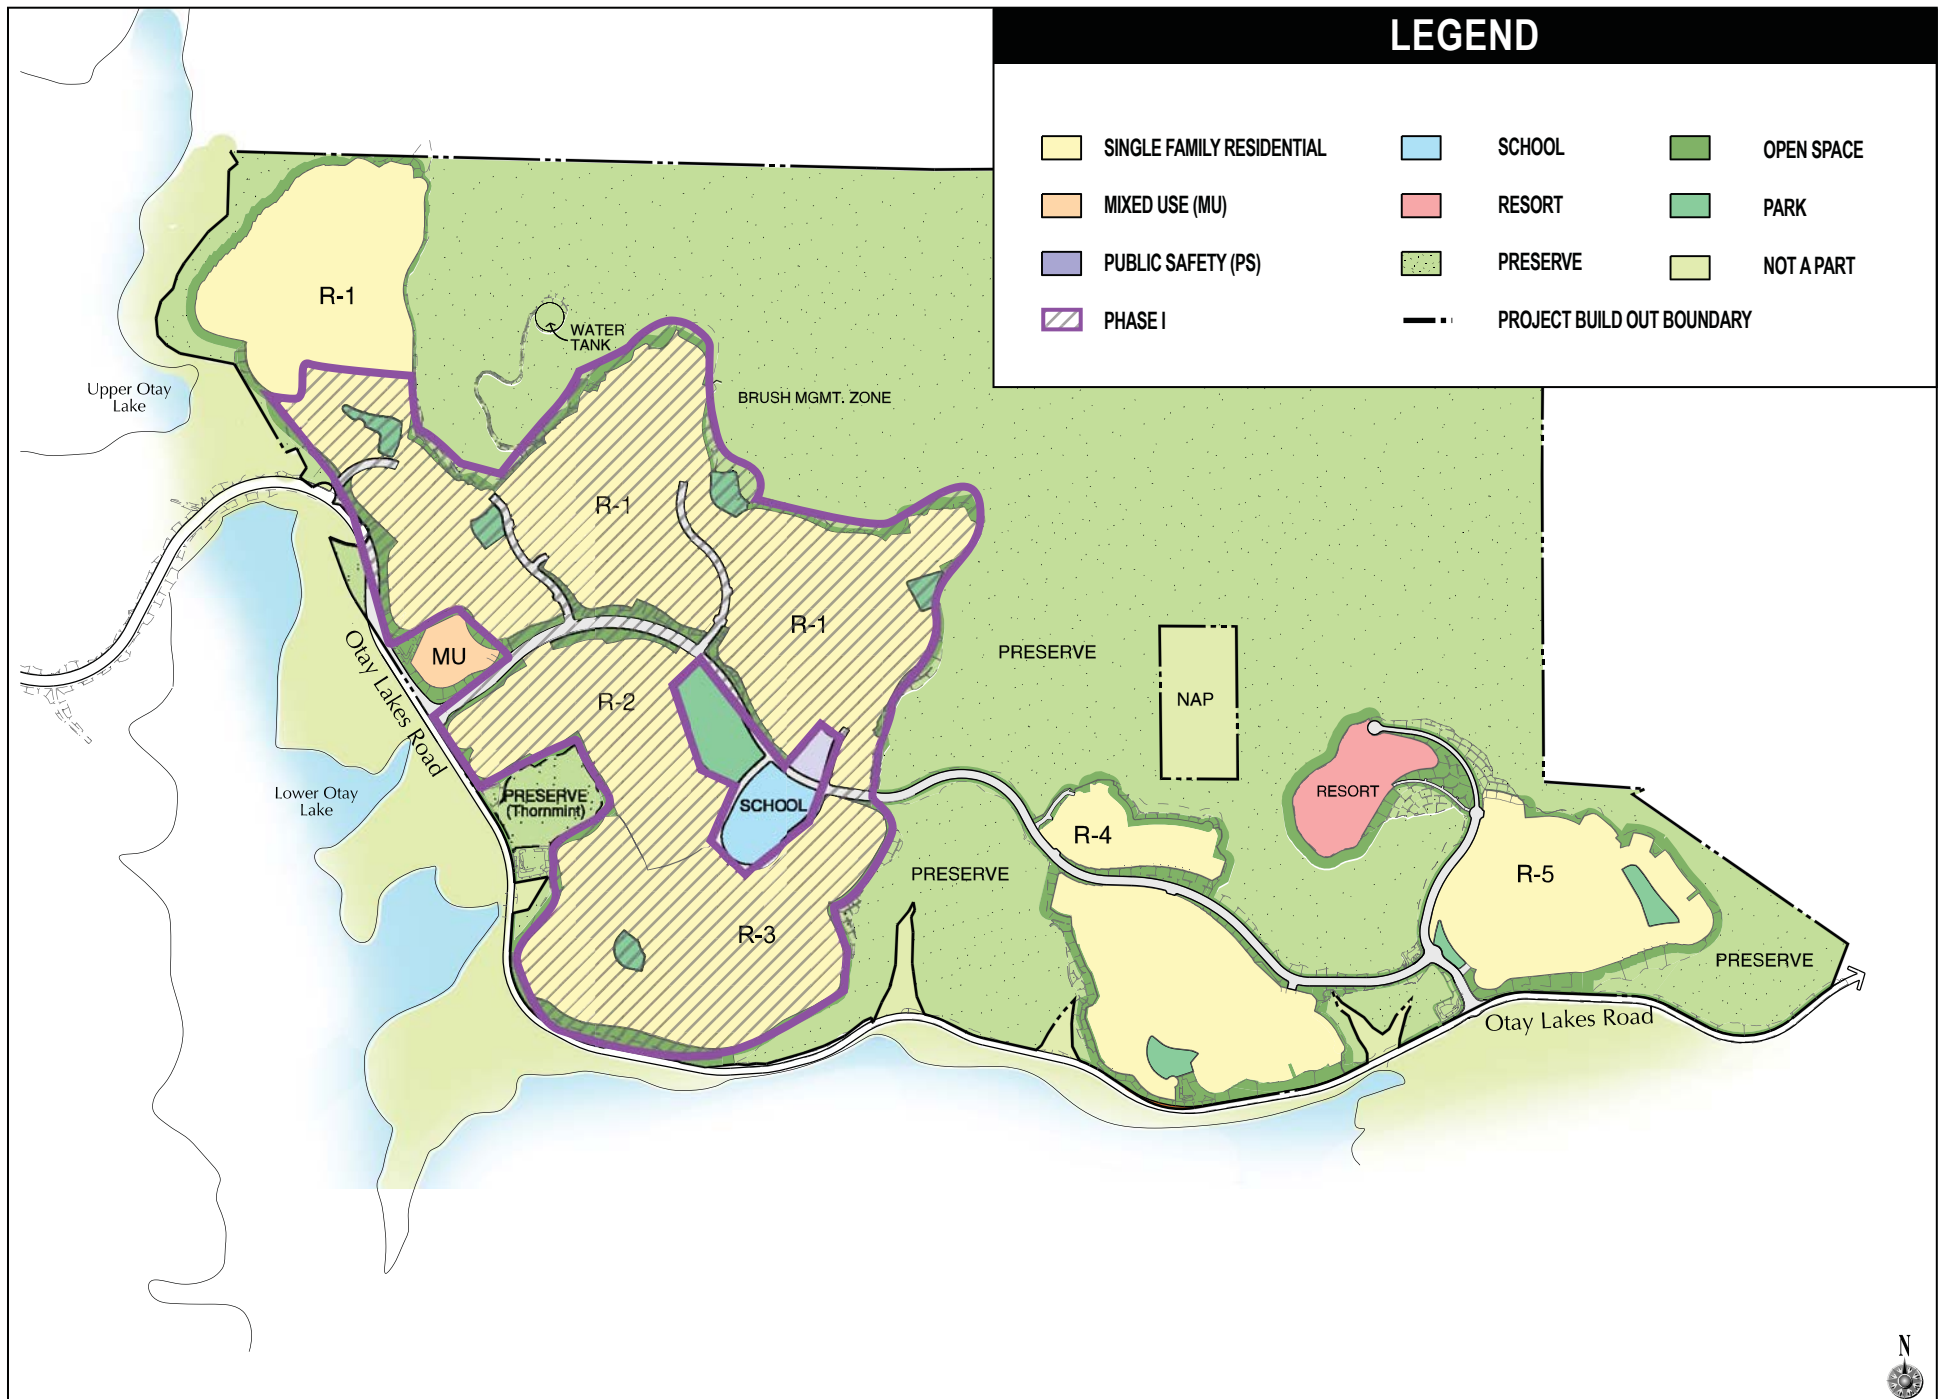 LEGEND
SINGLE FAMILY RESIDENTIAL
SCHOOL
OPEN SPACE
MIXED USE (MU)
RESORT
PARK
PUBLIC SAFETY (PS)
PRESERVE
NOT A PART
PHASE I
PROJECT BUILD OUT BOUNDARY
R-1
WATER
TANK
Upper Otay
Lake
BRUSH MGMT. ZONE
R-1
R-1
MU
Otay Lakes Road
R-2
PRESERVE
NAP
PRESERVE
(Thornmint)
SCHOOL
Lower Otay
Lake
RESORT
R-4
PRESERVE
R-5
R-3
PRESERVE
Otay Lakes Road
N